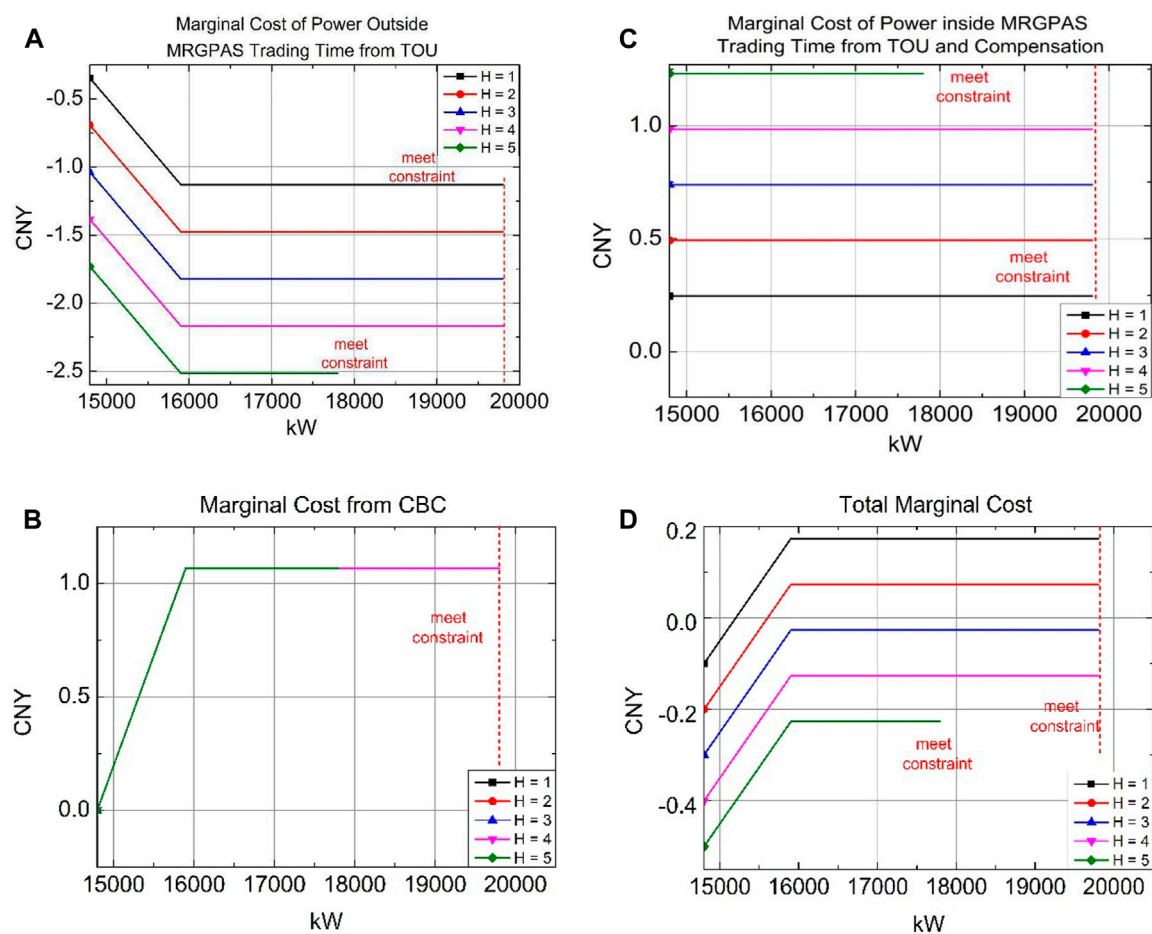 A
Marginal Cost of Power Outside
MRGPAS Trading Time from TOU
-0.5
-1.0
-1.5
-2.0
-2.5
CNY
H = 1
H = 2
H = 3
H = 4
H = 5
meet
constraint
meet
constraint
15000 16000 17000 18000 19000 20000
kW
C
Marginal Cost of Power inside MRGPAS
Trading Time from TOU and Compensation
1.0
0.5
0.0
CNY
meet
constraint
meet
constraint
H = 1
H = 2
H = 3
H = 4
H = 5
15000 16000 17000 18000 19000 20000
kW
B
Marginal Cost from CBC
1.0
0.5
0.0
CNY
meet
constraint
H = 1
H = 2
H = 3
H = 4
H = 5
15000 16000 17000 18000 19000 20000
kW
D
Total Marginal Cost
0.2
0.0
-0.2
-0.4
CNY
meet
constraint
meet
constraint
H = 1
H = 2
H = 3
H = 4
H = 5
15000 16000 17000 18000 19000 20000
kW